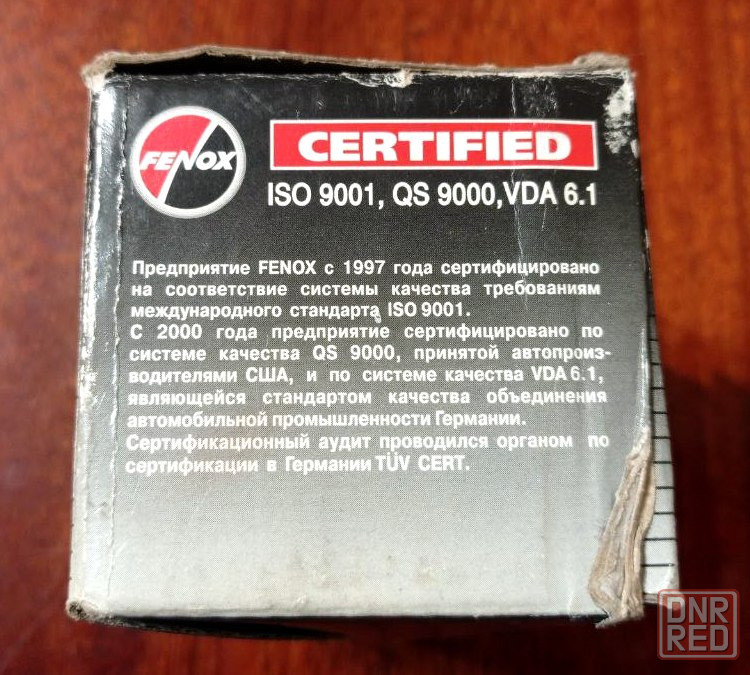 FENOX
CERTIFIED
ISO 9001, QS 9000, VDA 6.1
Предприятие FENOX с 1997 года сертифицировано
на соответствие системы качества требованиям
международного стандарта ISO 9001.
С 2000 года предприятие сертифицировано по
системе качества QS 9000, принятой автопроиз-
водителями США, и по системе качества VDA 6.1,
являющейся стандартом качества объединения
автомобильной промышленности Германии.
Сертификационный аудит проводился органом по
сертификации в Германии TÜV CERT.
DNR
RED